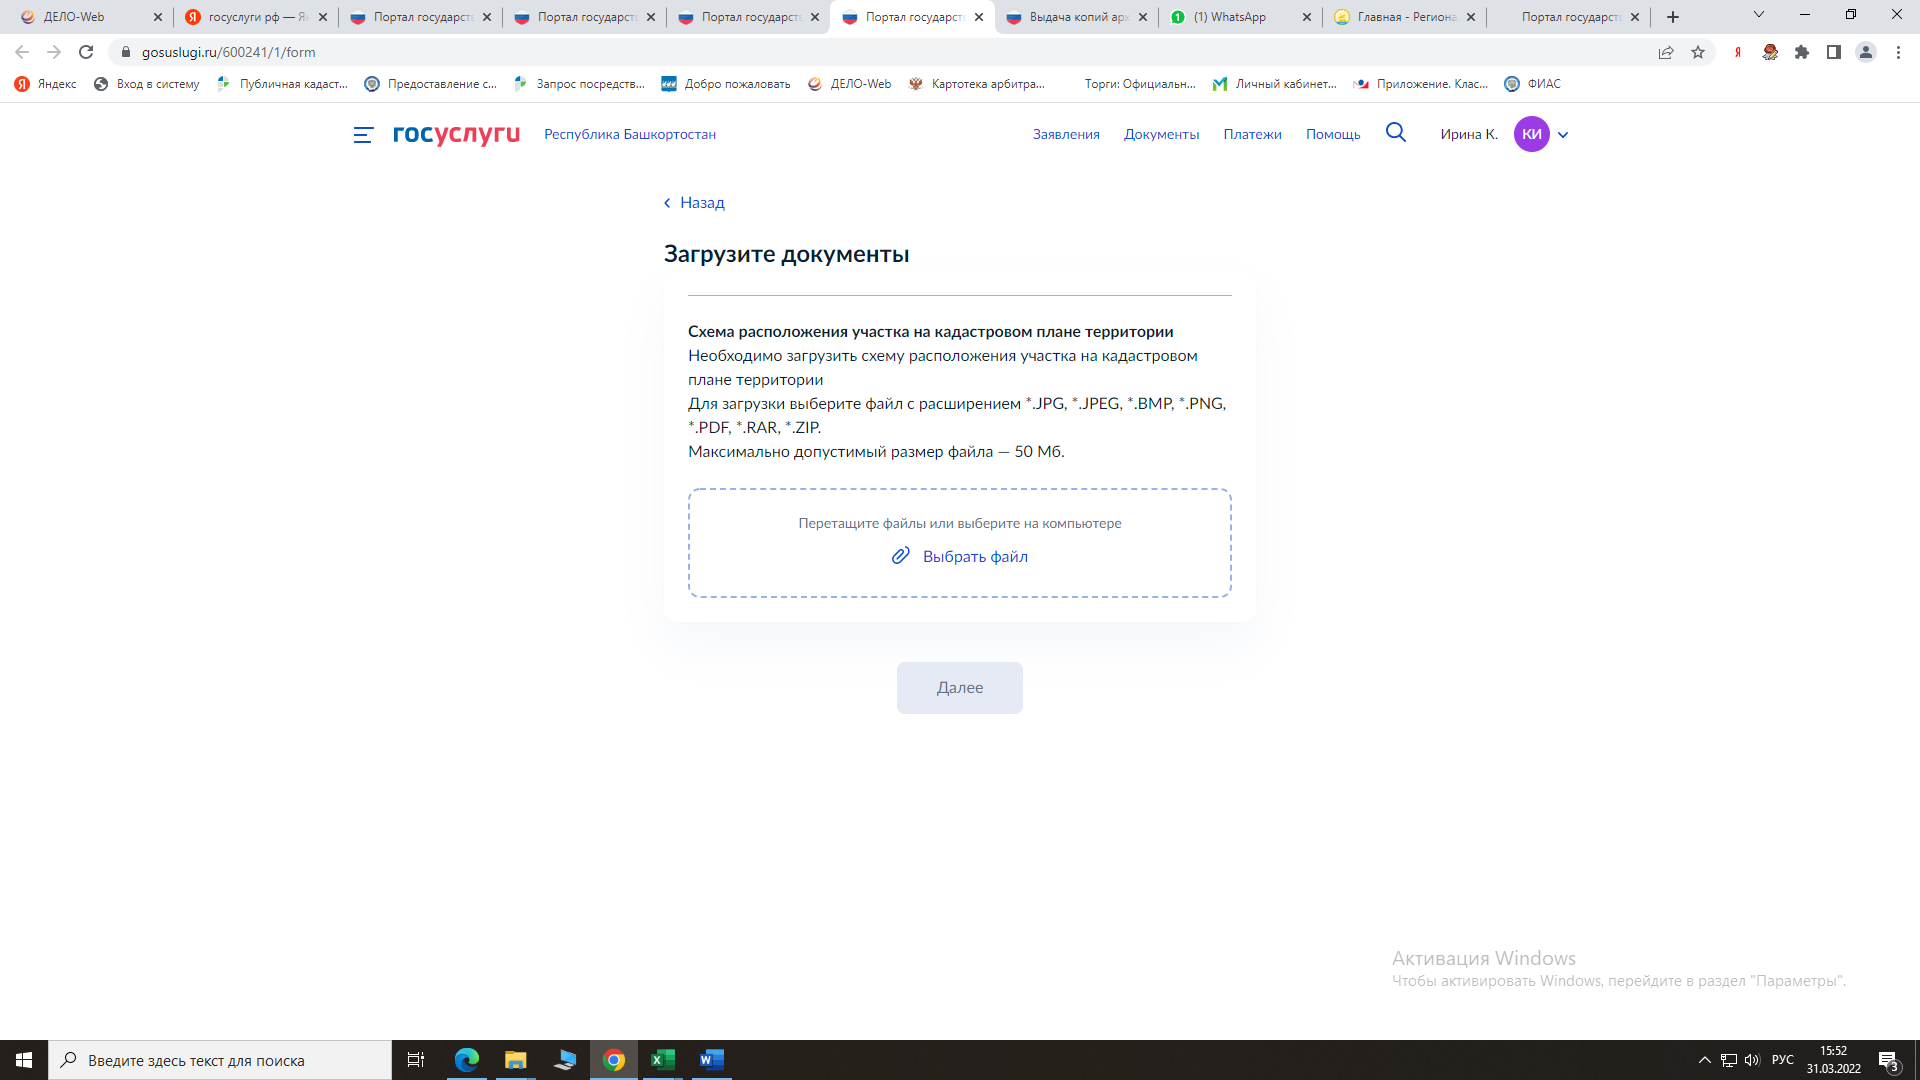 ДЕЛО-Web
госуслуги рф — Ян
Портал государст
Портал государст
Портал государст
Портал государст
Выдача копий арх
(1) WhatsApp
Главная - Региона
Портал государст
gosuslugi.ru/600241/1/form
Яндекс
Вход в систему
Публичная кадаст...
Предоставление с...
Запрос посредств...
Добро пожаловать
ДЕЛО-Web
Картотека арбитра...
Торги: Официальн...
Личный кабинет...
Приложение. Клас...
ФИАС
госуслуги
Республика Башкортостан
Заявления
Документы
Платежи
Помощь
Ирина К.
КИ
Назад
Загрузите документы
Схема расположения участка на кадастровом плане территории
Необходимо загрузить схему расположения участка на кадастровом
плане территории
Для загрузки выберите файл с расширением *.JPG, *.JPEG, *.BMP, *.PNG,
*.PDF, *.RAR, *.ZIP.
Максимально допустимый размер файла — 50 Мб.
Перетащите файлы или выберите на компьютере
Выбрать файл
Далее
Активация Windows
Чтобы активировать Windows, перейдите в раздел "Параметры".
Введите здесь текст для поиска
РУС
15:52
31.03.2022
3